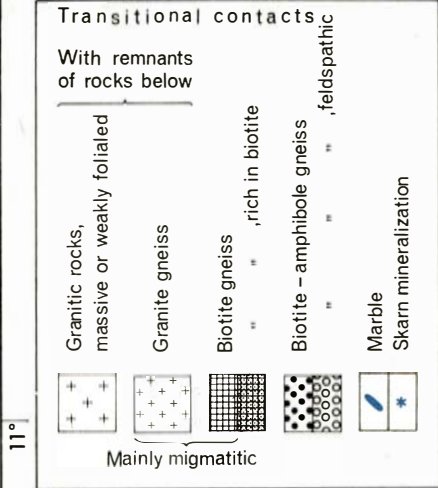 Transitional contacts
With remnants
of rocks below
Granitic rocks,
massive or weakly folialed
Granite gneiss
Biotite gneiss
" " ,rich in biotite
Biotite – amphibole gneiss
" " " ,feldspathic
Marble
Skarn mineralization
Mainly migmatitic
11°